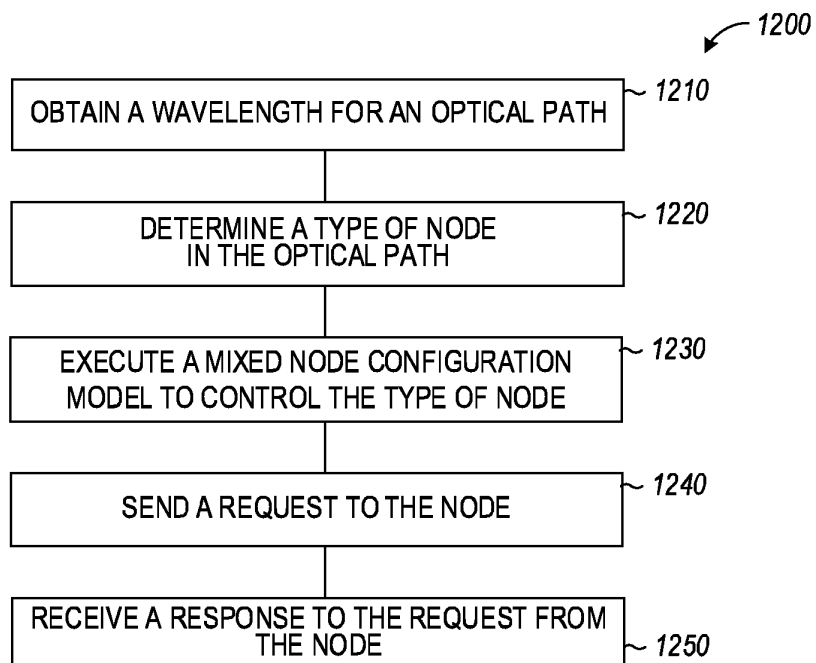 1200
OBTAIN A WAVELENGTH FOR AN OPTICAL PATH
1210
DETERMINE A TYPE OF NODE
IN THE OPTICAL PATH
1220
EXECUTE A MIXED NODE CONFIGURATION
MODEL TO CONTROL THE TYPE OF NODE
1230
SEND A REQUEST TO THE NODE
1240
RECEIVE A RESPONSE TO THE REQUEST FROM
THE NODE
1250